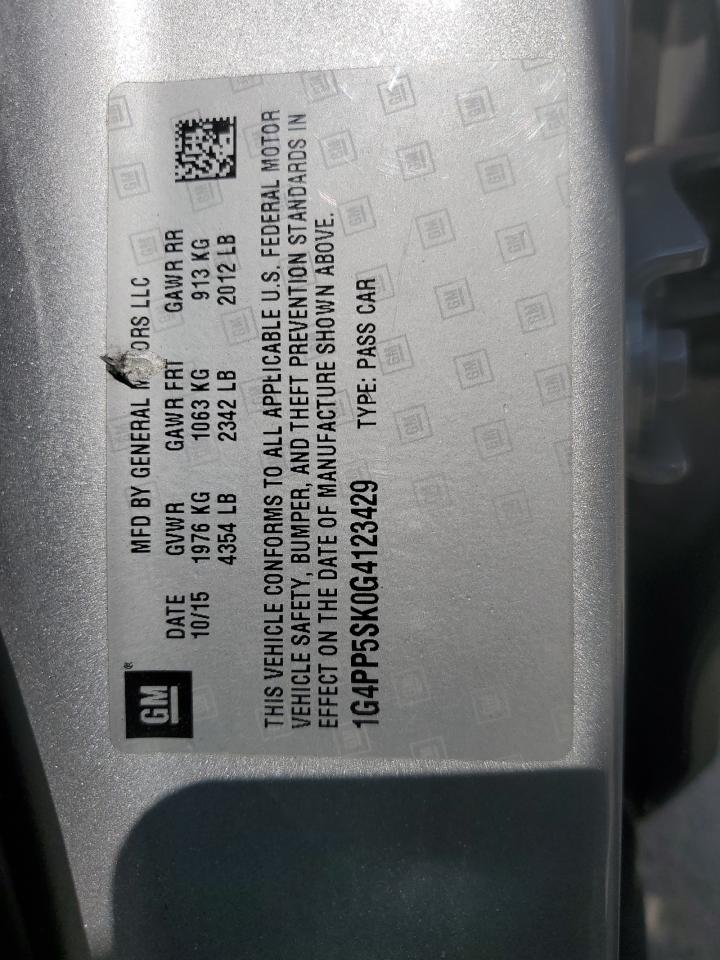 GM®
MFD BY GENERAL M ORS LLC
DATE GVWR GAWR FRT GAWR RR
10/15 1976 KG 1063 KG 913 KG
4354 LB 2342 LB 2012 LB
THIS VEHICLE CONFORMS TO ALL APPLICABLE U.S. FEDERAL MOTOR
VEHICLE SAFETY, BUMPER, AND THEFT PREVENTION STANDARDS IN
EFFECT ON THE DATE OF MANUFACTURE SHOWN ABOVE.
1G4PP5SK0G4123429 TYPE: PASS CAR